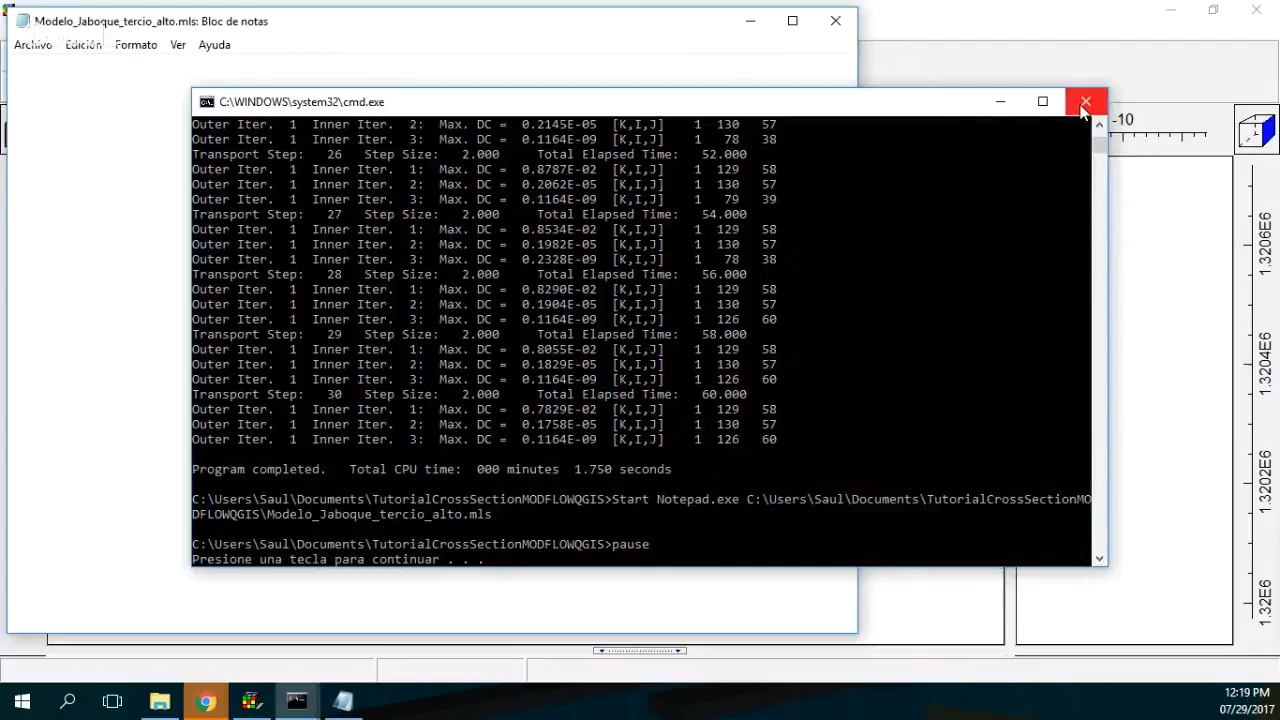 Modelo_Jaboque_tercio_alto.mls: Bloc de notas
Archivo Edición Formato Ver Ayuda
C:\WINDOWS\system32\cmd.exe
Outer Iter.  1  Inner Iter.  2:  Max. DC =  0.2145E-05  [K,I,J]    1  130   57
Outer Iter.  1  Inner Iter.  3:  Max. DC =  0.1164E-09  [K,I,J]    1   78   38
Transport Step:   26   Step Size:   2.000     Total Elapsed Time:   52.000
Outer Iter.  1  Inner Iter.  1:  Max. DC =  0.8787E-02  [K,I,J]    1  129   58
Outer Iter.  1  Inner Iter.  2:  Max. DC =  0.2062E-05  [K,I,J]    1  130   57
Outer Iter.  1  Inner Iter.  3:  Max. DC =  0.1164E-09  [K,I,J]    1   79   39
Transport Step:   27   Step Size:   2.000     Total Elapsed Time:   54.000
Outer Iter.  1  Inner Iter.  1:  Max. DC =  0.8534E-02  [K,I,J]    1  129   58
Outer Iter.  1  Inner Iter.  2:  Max. DC =  0.1982E-05  [K,I,J]    1  130   57
Outer Iter.  1  Inner Iter.  3:  Max. DC =  0.2328E-09  [K,I,J]    1   78   38
Transport Step:   28   Step Size:   2.000     Total Elapsed Time:   56.000
Outer Iter.  1  Inner Iter.  1:  Max. DC =  0.8290E-02  [K,I,J]    1  129   58
Outer Iter.  1  Inner Iter.  2:  Max. DC =  0.1904E-05  [K,I,J]    1  130   57
Outer Iter.  1  Inner Iter.  3:  Max. DC =  0.1164E-09  [K,I,J]    1  126   60
Transport Step:   29   Step Size:   2.000     Total Elapsed Time:   58.000
Outer Iter.  1  Inner Iter.  1:  Max. DC =  0.8055E-02  [K,I,J]    1  129   58
Outer Iter.  1  Inner Iter.  2:  Max. DC =  0.1829E-05  [K,I,J]    1  130   57
Outer Iter.  1  Inner Iter.  3:  Max. DC =  0.1164E-09  [K,I,J]    1  126   60
Transport Step:   30   Step Size:   2.000     Total Elapsed Time:   60.000
Outer Iter.  1  Inner Iter.  1:  Max. DC =  0.7829E-02  [K,I,J]    1  129   58
Outer Iter.  1  Inner Iter.  2:  Max. DC =  0.1758E-05  [K,I,J]    1  130   57
Outer Iter.  1  Inner Iter.  3:  Max. DC =  0.1164E-09  [K,I,J]    1  126   60
Program completed.   Total CPU time:  000 minutes  1.750 seconds
C:\Users\Saul\Documents\TutorialCrossSectionMODFLOWQGIS>Start Notepad.exe C:\Users\Saul\Documents\TutorialCrossSectionMO
DFLOWQGIS\Modelo_Jaboque_tercio_alto.mls
C:\Users\Saul\Documents\TutorialCrossSectionMODFLOWQGIS>pause
Presione una tecla para continuar . . .
-10
1.3206E6
1.3204E6
1.3202E6
1.32E6
12:19 PM
07/29/2017